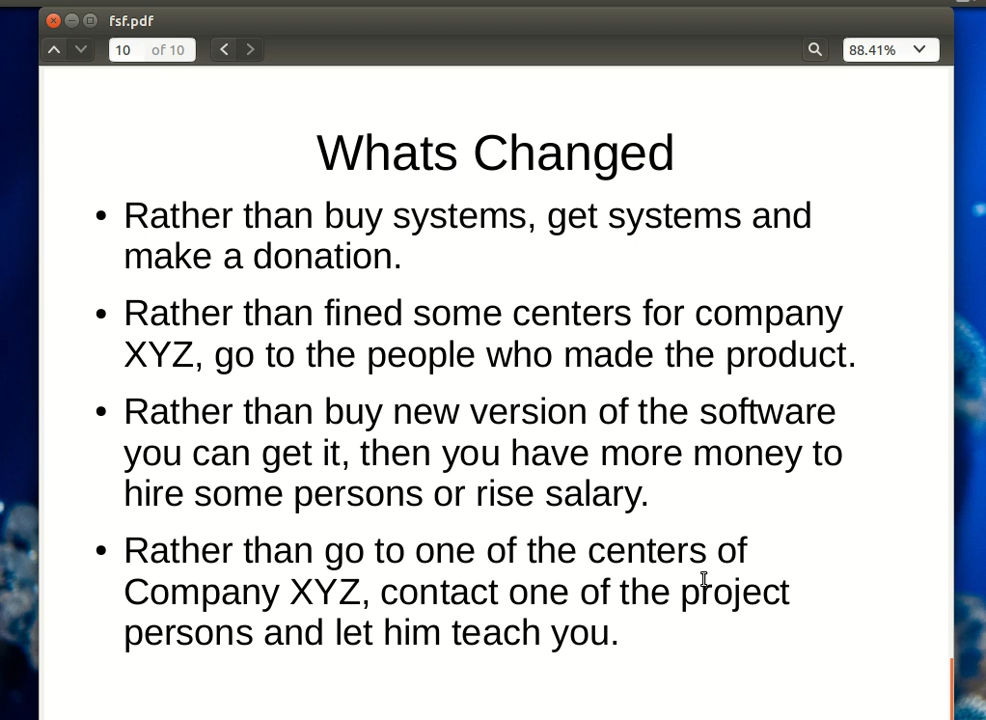 fsf.pdf
10 of 10 88.41%
Whats Changed
• Rather than buy systems, get systems and
make a donation.
• Rather than fined some centers for company
XYZ, go to the people who made the product.
• Rather than buy new version of the software
you can get it, then you have more money to
hire some persons or rise salary.
• Rather than go to one of the centers of
Company XYZ, contact one of the project
persons and let him teach you.